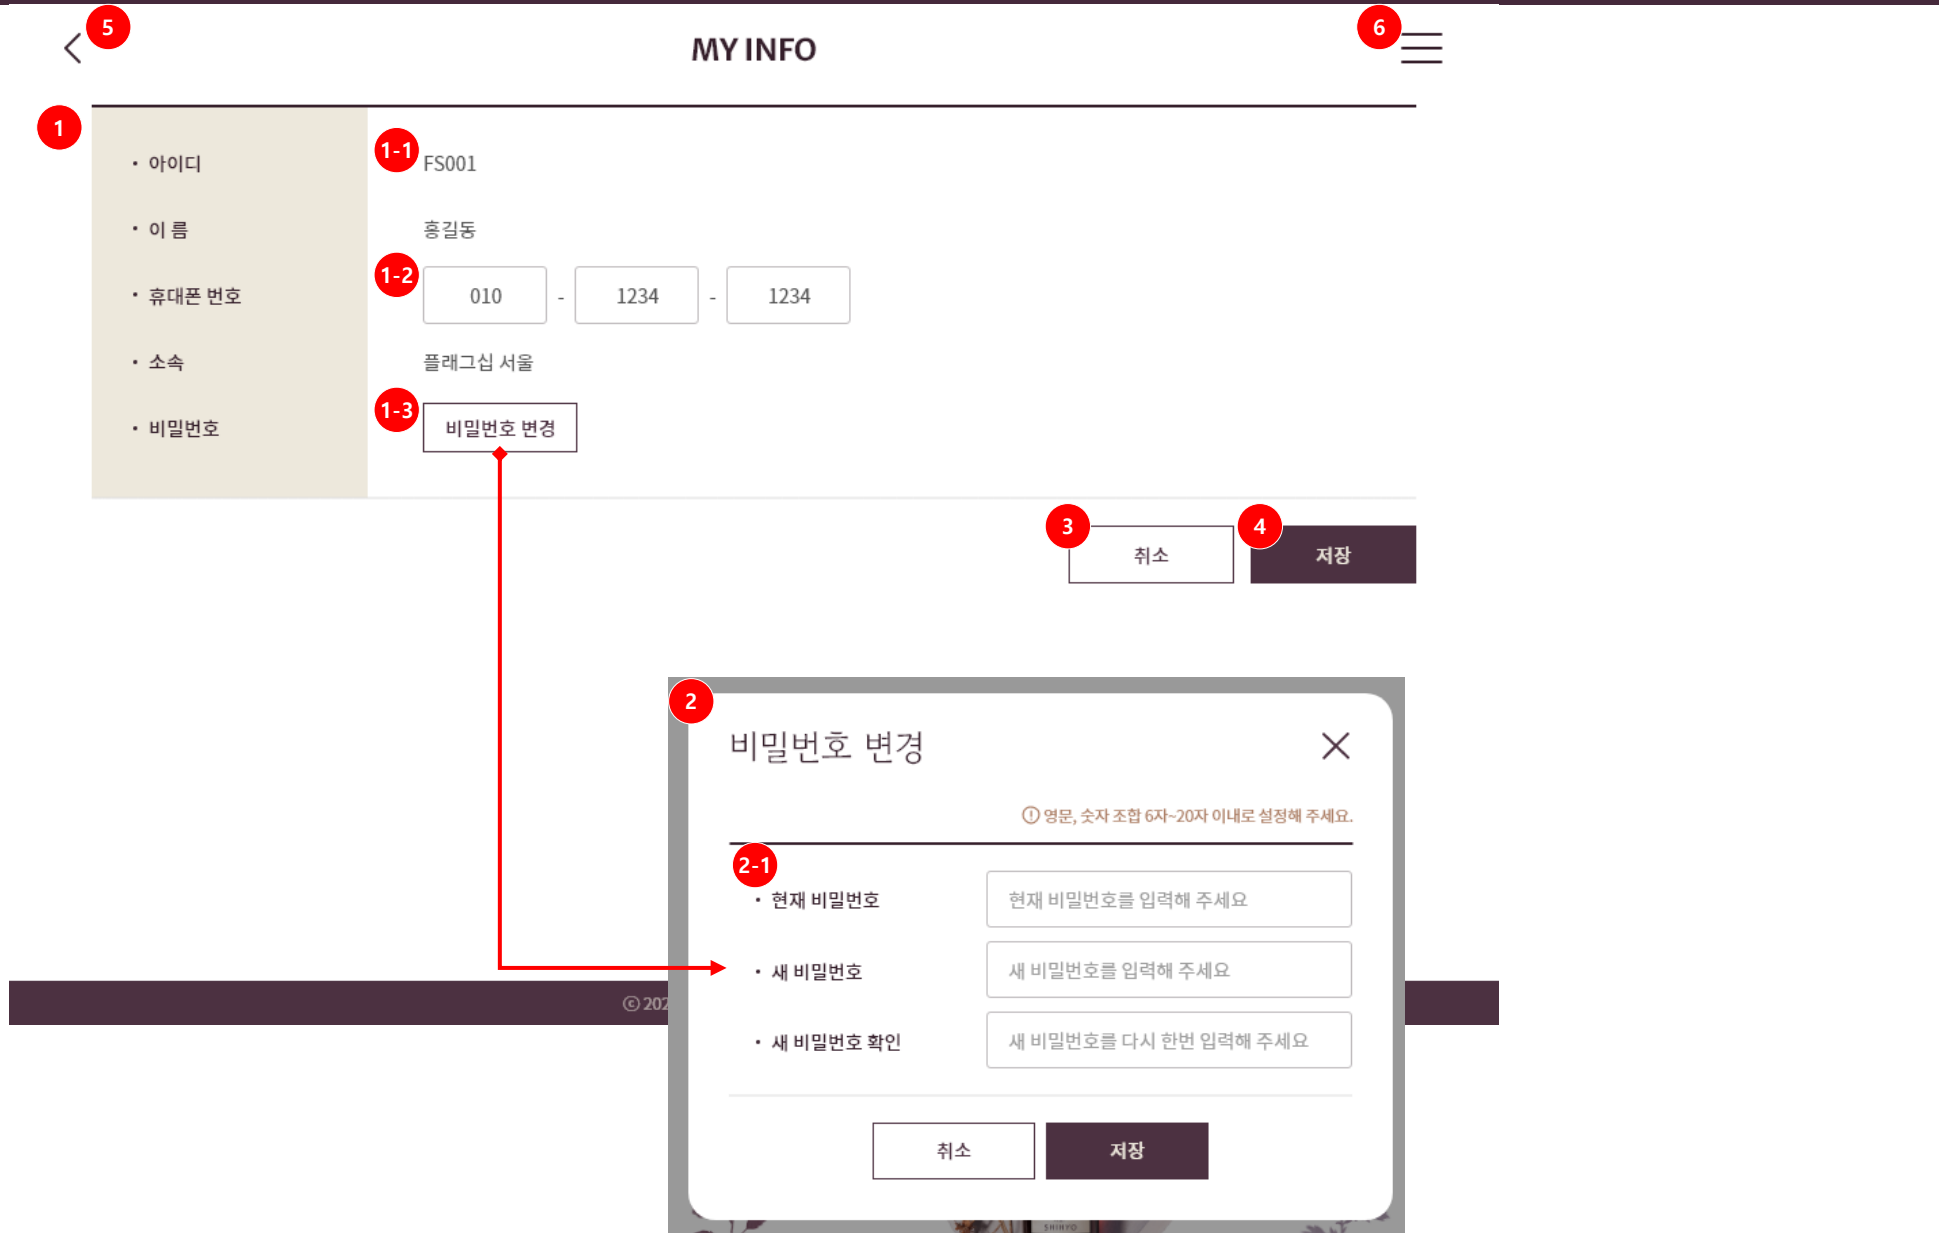 5
MY INFO
6
1
• 아이디
1-1
FS001
• 이 름
홍길동
• 휴대폰 번호
1-2
010 - 1234 - 1234
• 소속
플래그십 서울
• 비밀번호
1-3
비밀번호 변경
3
취소
4
저장
2
비밀번호 변경
영문, 숫자 조합 6자~20자 이내로 설정해 주세요.
2-1
• 현재 비밀번호
현재 비밀번호를 입력해 주세요
• 새 비밀번호
새 비밀번호를 입력해 주세요
• 새 비밀번호 확인
새 비밀번호를 다시 한번 입력해 주세요
ⓒ 202
취소
저장
SHIHYO